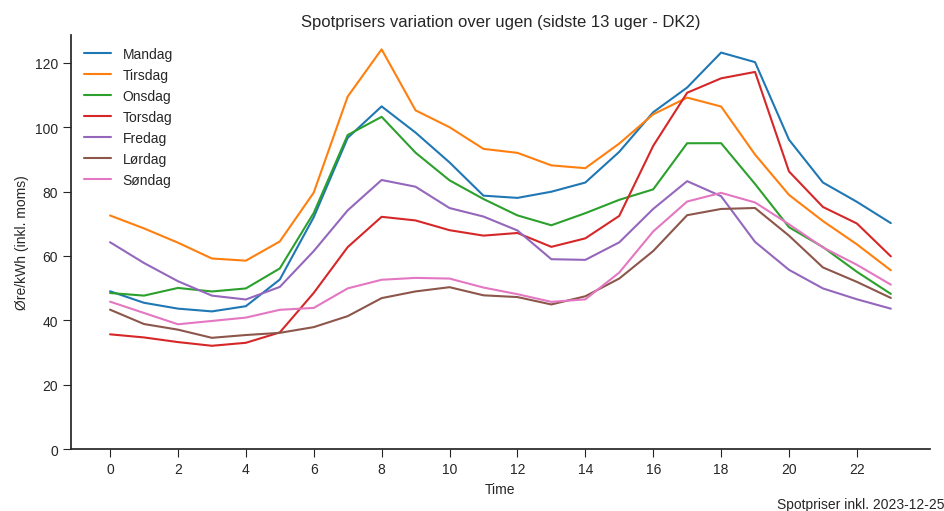 Spotprisers variation over ugen (sidste 13 uger - DK2)
Mandag
Tirsdag
Onsdag
Torsdag
Fredag
Lørdag
Søndag
Øre/kWh (inkl. moms)
120
100
80
60
40
20
0
0 2 4 6 8 10 12 14 16 18 20 22
Time
Spotpriser inkl. 2023-12-25